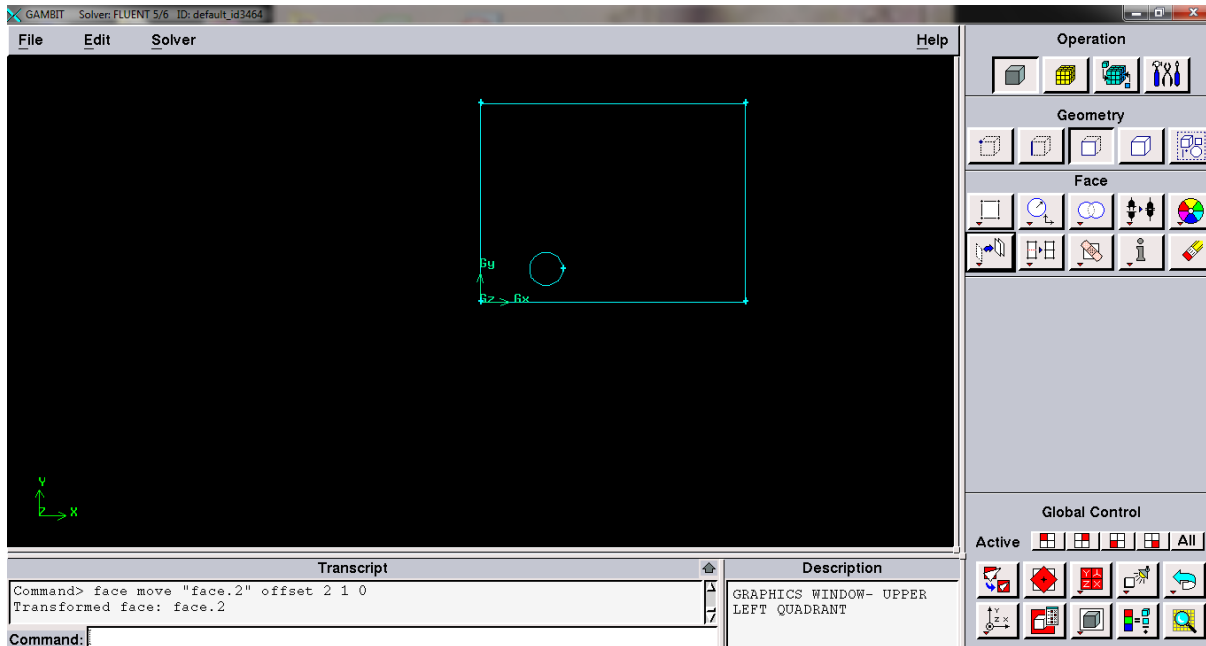 GAMBIT Solver: FLUENT 5/6 ID: default_id3464
File Edit Solver Help
Operation
Geometry
Face
Gy
Gz Gx
Y
Z X
Global Control
Active All
Transcript
Command> face move "face.2" offset 2 1 0
Transformed face: face.2
Command:
Description
GRAPHICS WINDOW- UPPER
LEFT QUADRANT